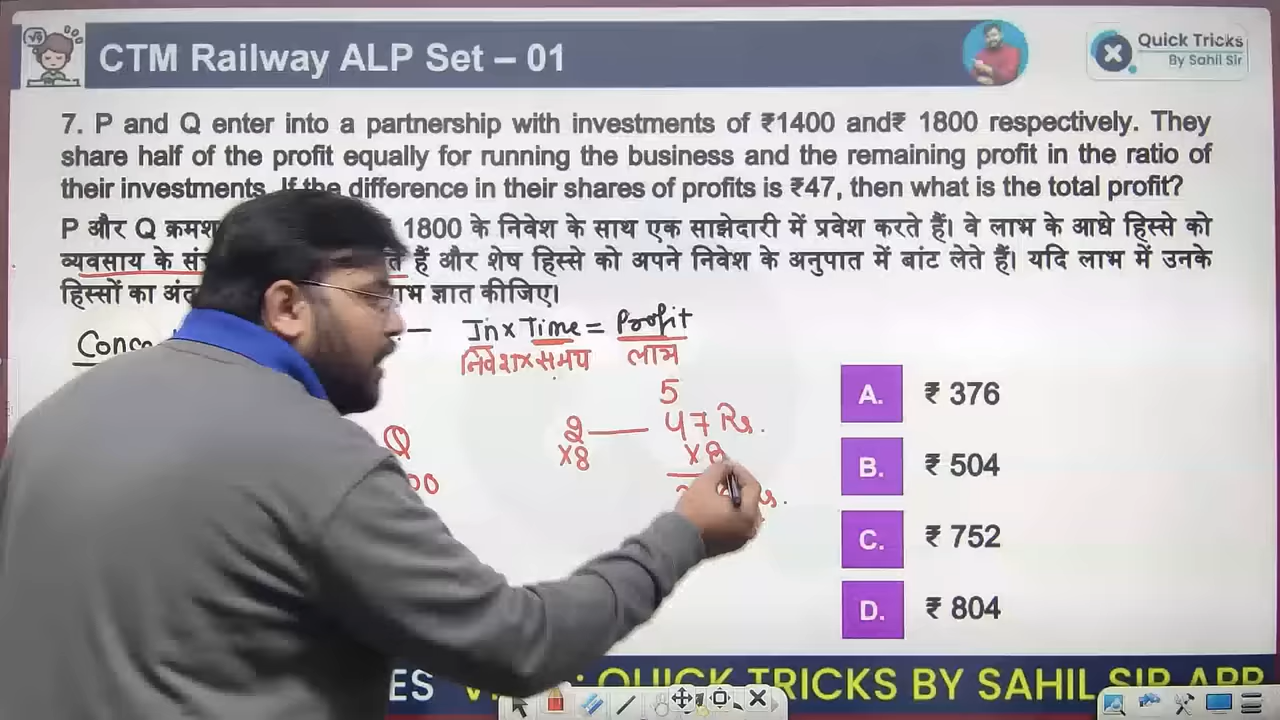 CTM Railway ALP Set – 01
Quick Tricks
By Sahil Sir
7. P and Q enter into a partnership with investments of ₹1400 and₹ 1800 respectively. They
share half of the profit equally for running the business and the remaining profit in the ratio of
their investments. If the difference in their shares of profits is ₹47, then what is the total profit?
P और Q क्रमश 1800 के निवेश के साथ एक साझेदारी में प्रवेश करते हैं। वे लाभ के आधे हिस्से को
व्यवसाय के सं ते हैं और शेष हिस्से को अपने निवेश के अनुपात में बांट लेते हैं। यदि लाभ में उनके
हिस्सों का अंत ाभ ज्ञात कीजिए।
Conce — In x Time = Profit
निवेश x समय लाभ
5
Q 2 — 47 Rs.
x8 x8
00
A. ₹ 376
B. ₹ 504
C. ₹ 752
D. ₹ 804
ES : QUICK TRICKS BY SAHIL SIR APP